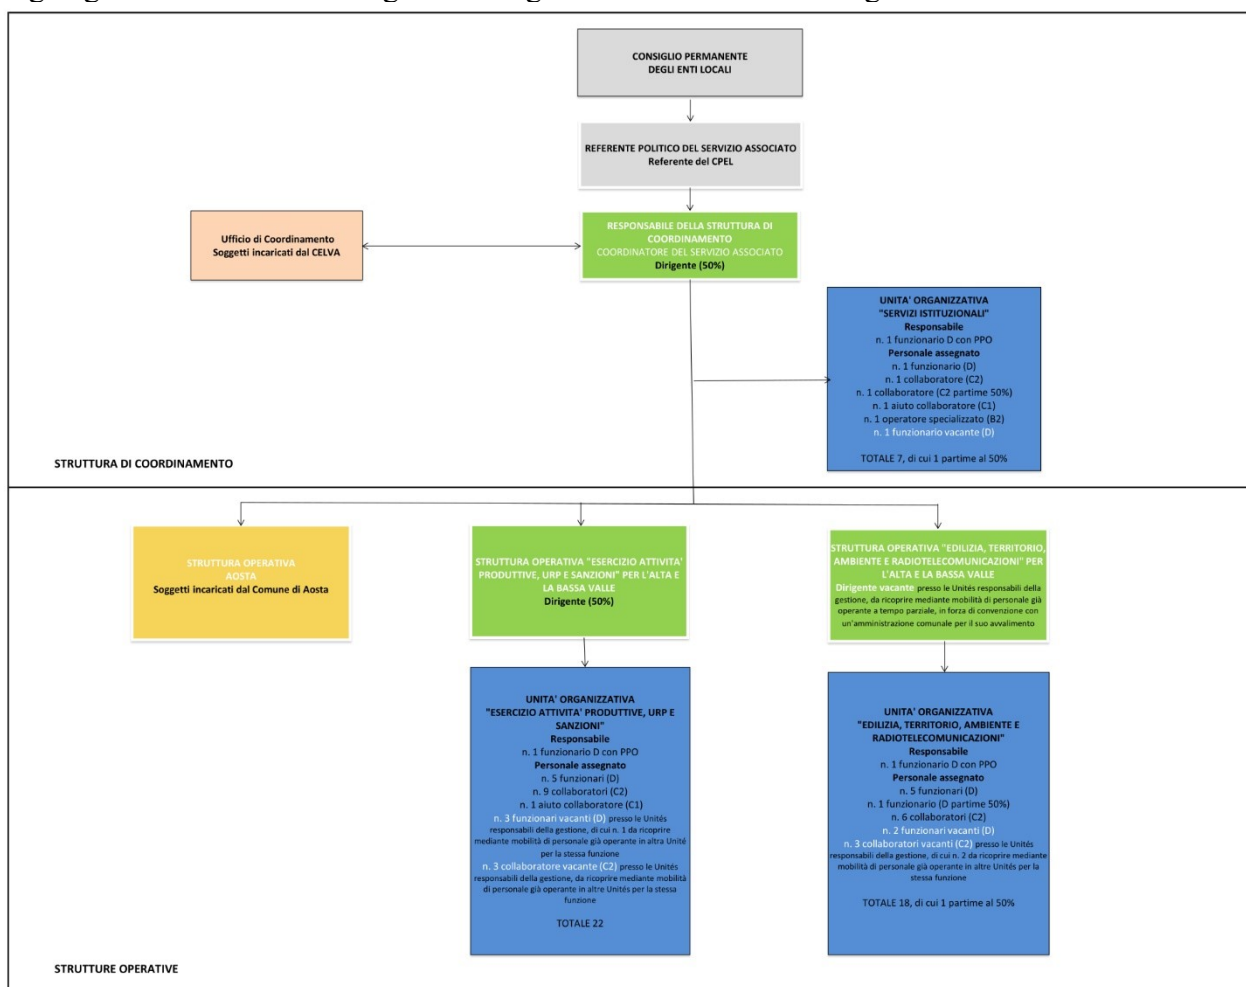 CONSIGLIO PERMANENTE
DEGLI ENTI LOCALI
REFERENTE POLITICO DEL SERVIZIO ASSOCIATO
Referente del CPEL
Ufficio di Coordinamento
Soggetti incaricati dal CELVA
RESPONSABILE DELLA STRUTTURA DI
COORDINAMENTO
COORDINATORE DEL SERVIZIO ASSOCIATO
Dirigente (50%)
UNITA' ORGANIZZATIVA
"SERVIZI ISTITUZIONALI"
Responsabile
n. 1 funzionario D con PPO
Personale assegnato
n. 1 funzionario (D)
n. 1 collaboratore (C2)
n. 1 collaboratore (C2 partime 50%)
n. 1 aiuto collaboratore (C1)
n. 1 operatore specializzato (B2)
n. 1 funzionario vacante (D)
TOTALE 7, di cui 1 partime al 50%
STRUTTURA DI COORDINAMENTO
STRUTTURA OPERATIVA
AOSTA
Soggetti incaricati dal Comune di Aosta
STRUTTURA OPERATIVA "ESERCIZIO ATTIVITA'
PRODUTTIVE, URP E SANZIONI" PER L'ALTA E
LA BASSA VALLE
Dirigente (50%)
STRUTTURA OPERATIVA "EDILIZIA, TERRITORIO,
AMBIENTE E RADIOTELECOMUNICAZIONI" PER
L'ALTA E LA BASSA VALLE
Dirigente vacante presso le Unités responsabili della
gestione, da ricoprire mediante mobilità di personale già
operante a tempo parziale, in forza di convenzione con
un'amministrazione comunale per il suo avvalimento
UNITA' ORGANIZZATIVA
"ESERCIZIO ATTIVITA' PRODUTTIVE, URP E
SANZIONI"
Responsabile
n. 1 funzionario D con PPO
Personale assegnato
n. 5 funzionari (D)
n. 9 collaboratori (C2)
n. 1 aiuto collaboratore (C1)
n. 3 funzionari vacanti (D) presso le Unités
responsabili della gestione, di cui n. 1 da ricoprire
mediante mobilità di personale già operante in altra Unité
per la stessa funzione
n. 3 collaboratore vacante (C2) presso le Unités
responsabili della gestione, da ricoprire mediante mobilità
di personale già operante in altre Unités per la stessa
funzione
TOTALE 22
UNITA' ORGANIZZATIVA
"EDILIZIA, TERRITORIO, AMBIENTE E
RADIOTELECOMUNICAZIONI"
Responsabile
n. 1 funzionario D con PPO
Personale assegnato
n. 5 funzionari (D)
n. 1 funzionario (D partime 50%)
n. 6 collaboratori (C2)
n. 2 funzionari vacanti (D)
n. 3 collaboratori vacanti (C2) presso le Unités
responsabili della gestione, di cui n. 2 da ricoprire mediante
mobilità di personale già operante in altre Unités per la
stessa funzione
TOTALE 18, di cui 1 partime al 50%
STRUTTURE OPERATIVE